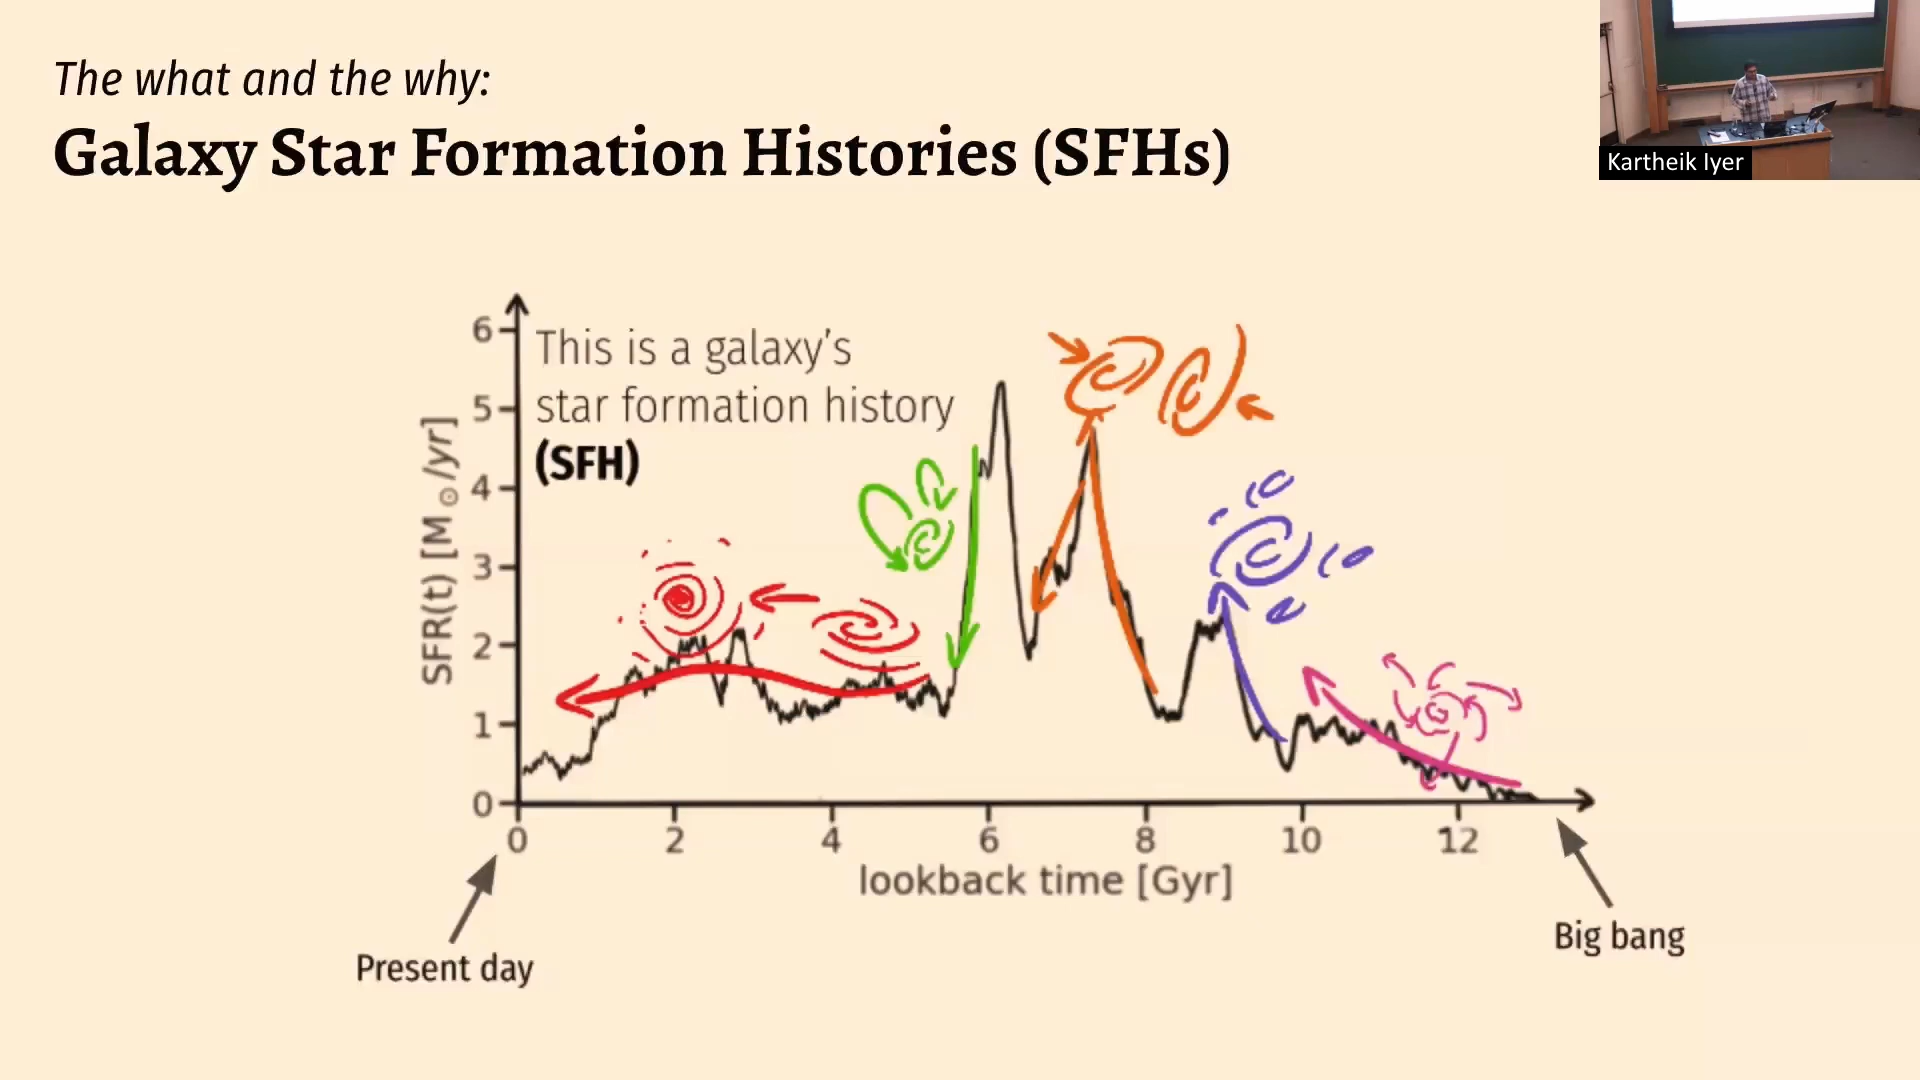 The what and the why:
Galaxy Star Formation Histories (SFHs)
Kartheik Iyer
This is a galaxy's
star formation history
(SFH)
SFR(t) [M☉/yr]
6
5
4
3
2
1
0
0 2 4 6 8 10 12
lookback time [Gyr]
Present day
Big bang